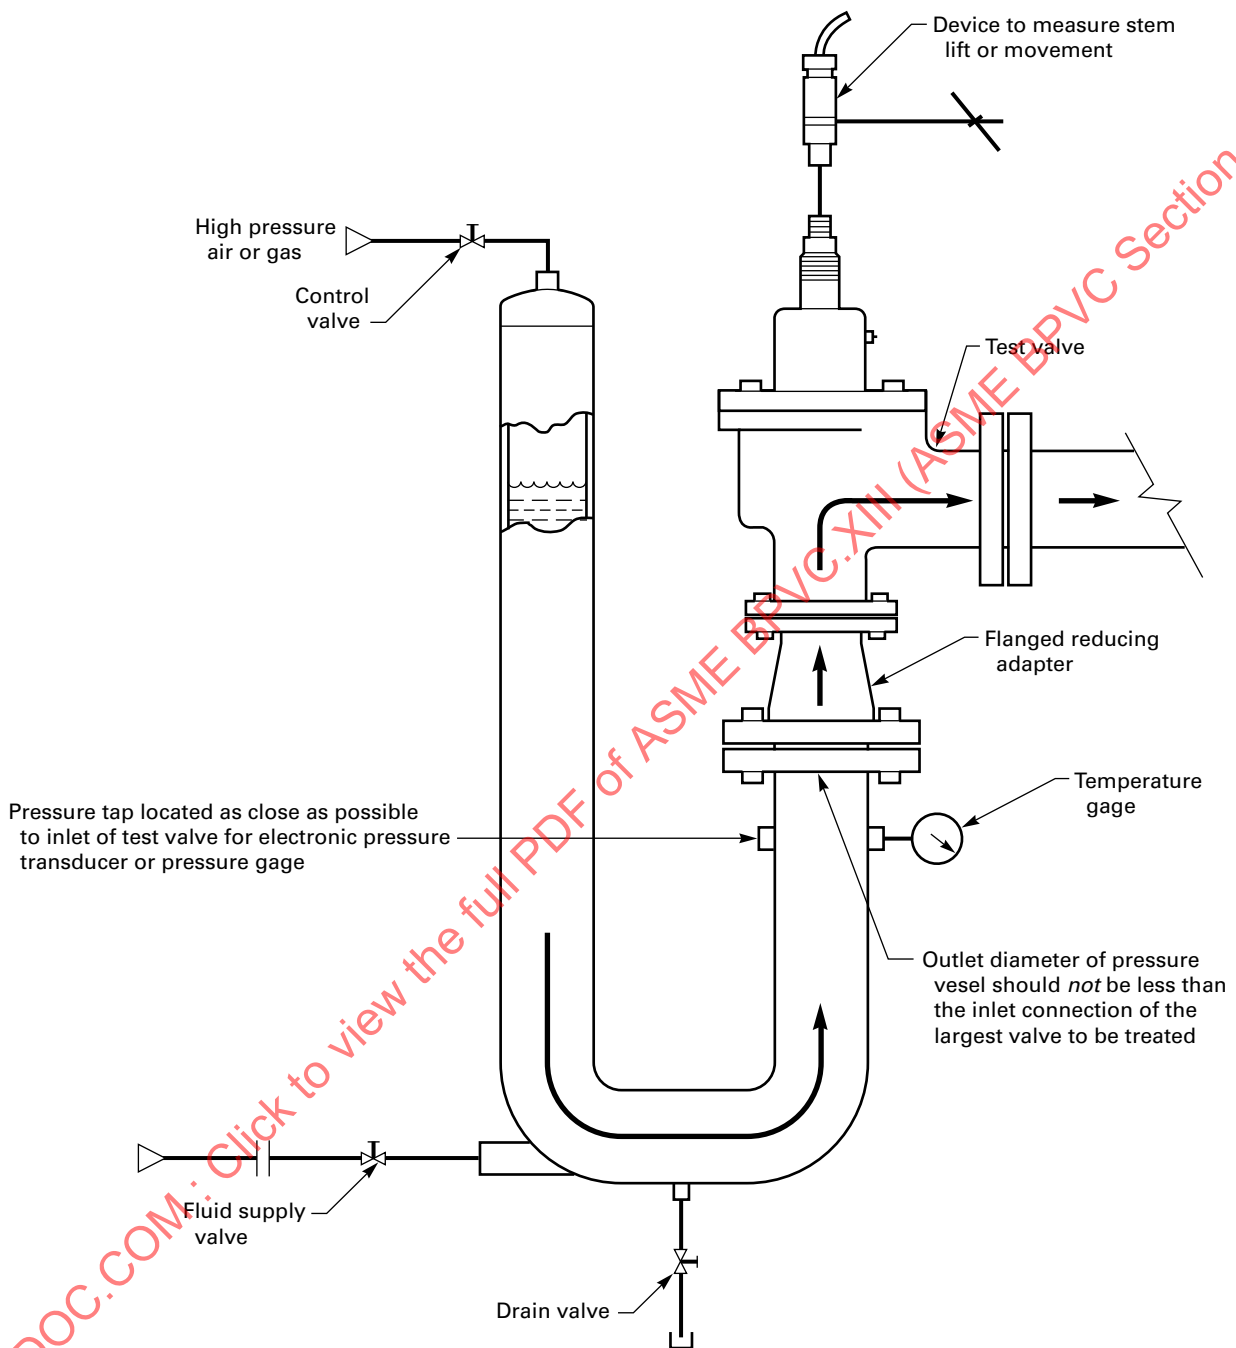 Device to measure stem
lift or movement
High pressure
air or gas
Control
valve
Test valve
Flanged reducing
adapter
Pressure tap located as close as possible
to inlet of test valve for electronic pressure
transducer or pressure gage
Temperature
gage
Outlet diameter of pressure
vessel should not be less than
the inlet connection of the
largest valve to be treated
Fluid supply
valve
Drain valve
DOC.COM : Click to view the full PDF of ASME BPVC.XIII (ASME BPVC Section